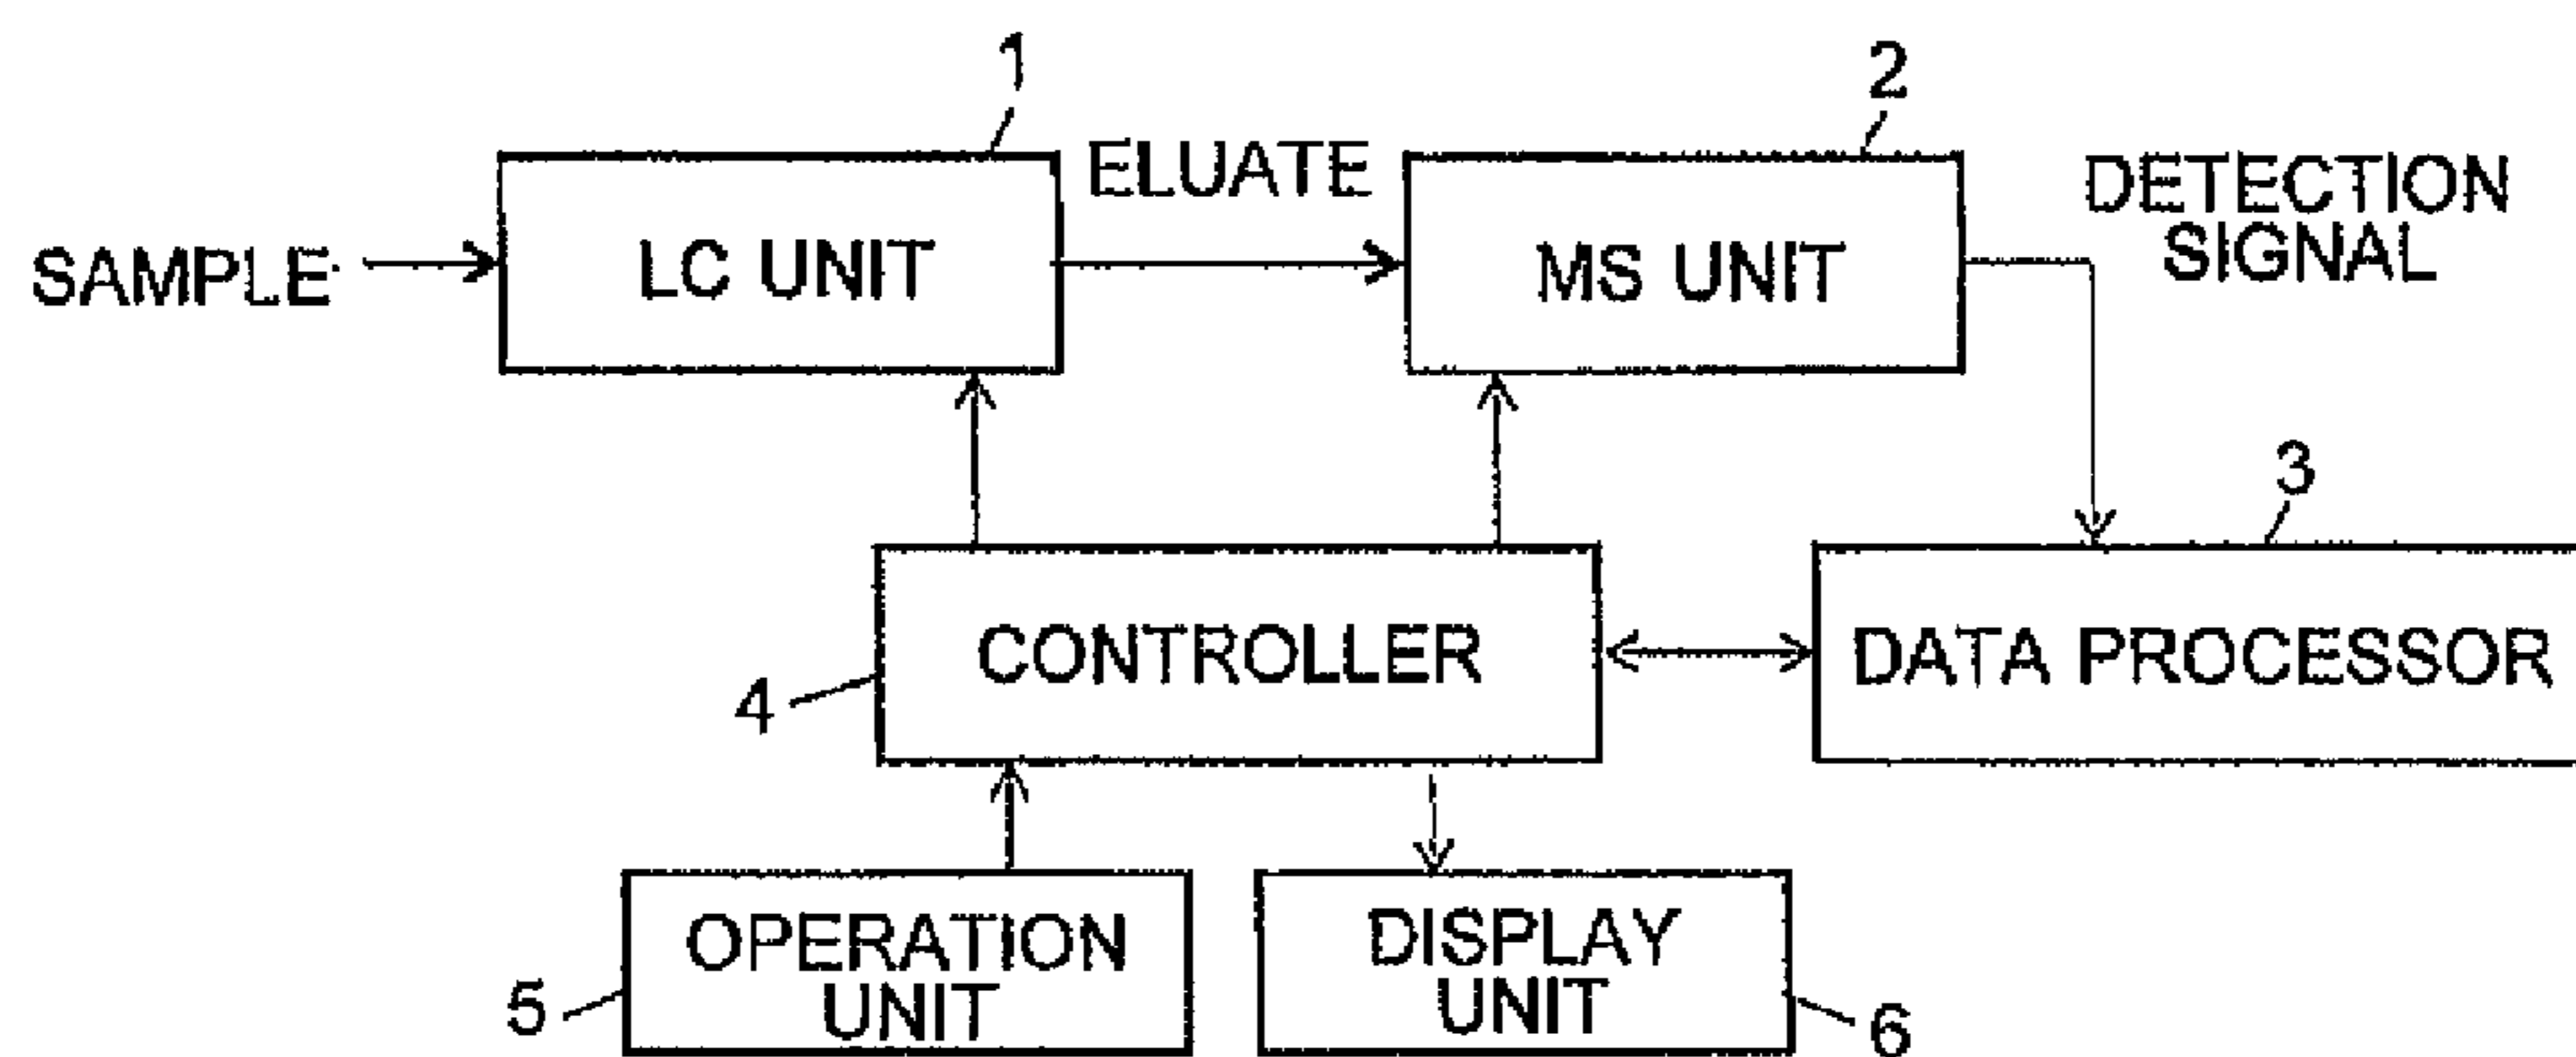 1
2
ELUATE
DETECTION
SIGNAL
SAMPLE
LC UNIT
MS UNIT
3
CONTROLLER
DATA PROCESSOR
4
OPERATION
UNIT
DISPLAY
UNIT
5
6